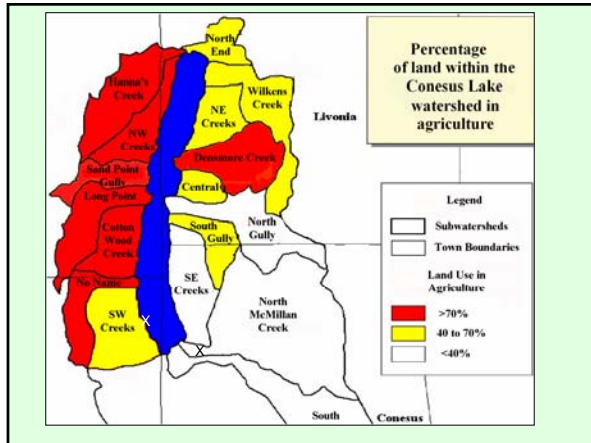 Percentage
of land within the
Conesus Lake
watershed in
agriculture
North
End
Hanna's
Creek
Wilkens
Creek
NE
Creeks
Livonia
NW
Creeks
Densmore Creek
Sand Point
Gully
Central
Long Point
Cotton
Wood
Creek
South
Gully
North
Gully
SE
Creeks
No Name
SW
Creeks
X
North
McMillan
Creek
X
South
Conesus
Legend
Subwatersheds
Town Boundaries
Land Use in
Agriculture
>70%
40 to 70%
<40%